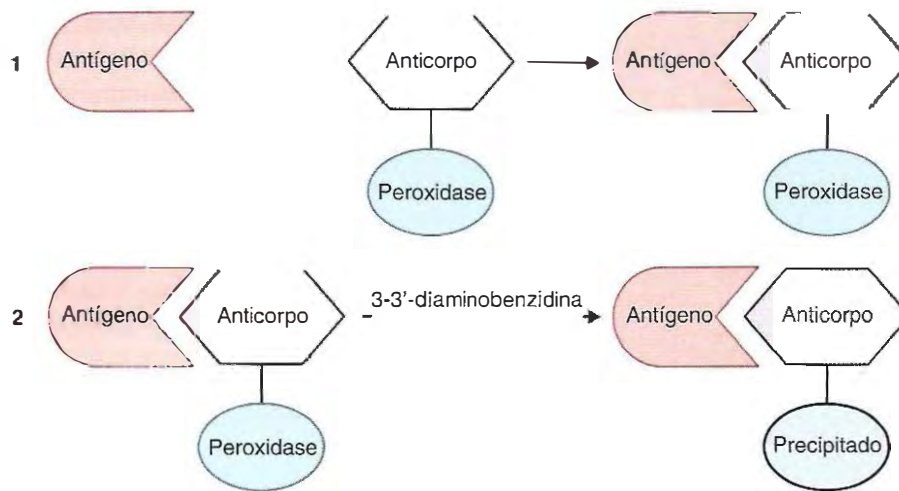 1 Antígeno Anticorpo Antígeno Anticorpo
Peroxidase Peroxidase
3-3'-diaminobenzidina
2 Antígeno Anticorpo Antígeno Anticorpo
Peroxidase Precipitado